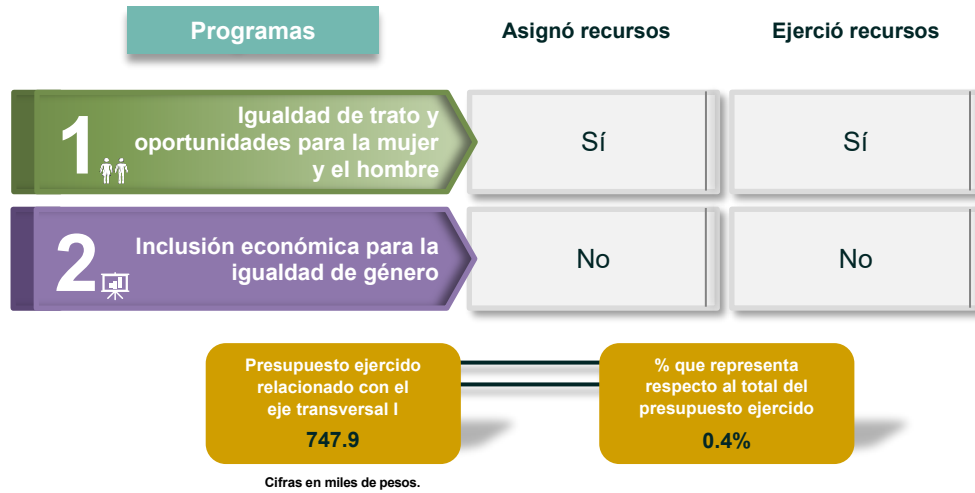 Programas
Asignó recursos
Ejerció recursos
1
Igualdad de trato y
oportunidades para la mujer
y el hombre
Sí
Sí
2
Inclusión económica para la
igualdad de género
No
No
Presupuesto ejercido
relacionado con el
eje transversal I
747.9
% que representa
respecto al total del
presupuesto ejercido
0.4%
Cifras en miles de pesos.